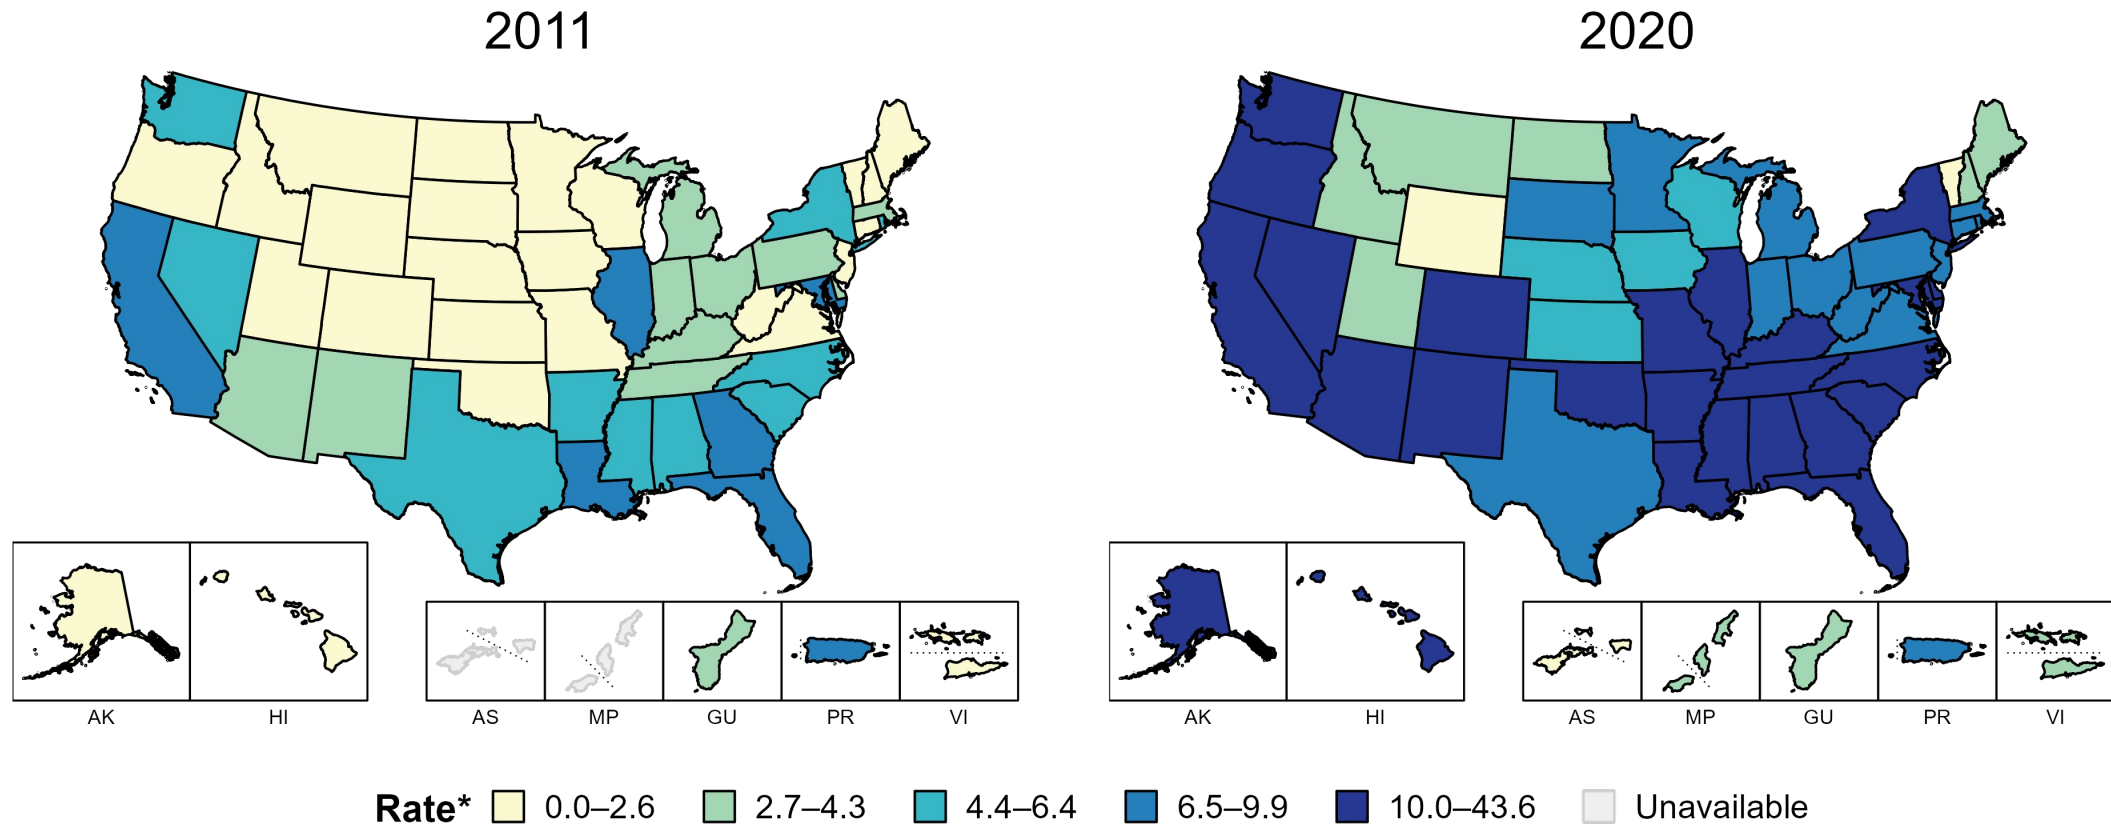 2011 2020
AK HI AS MP GU PR VI AK HI AS MP GU PR VI
Rate* 0.0–2.6 2.7–4.3 4.4–6.4 6.5–9.9 10.0–43.6 Unavailable